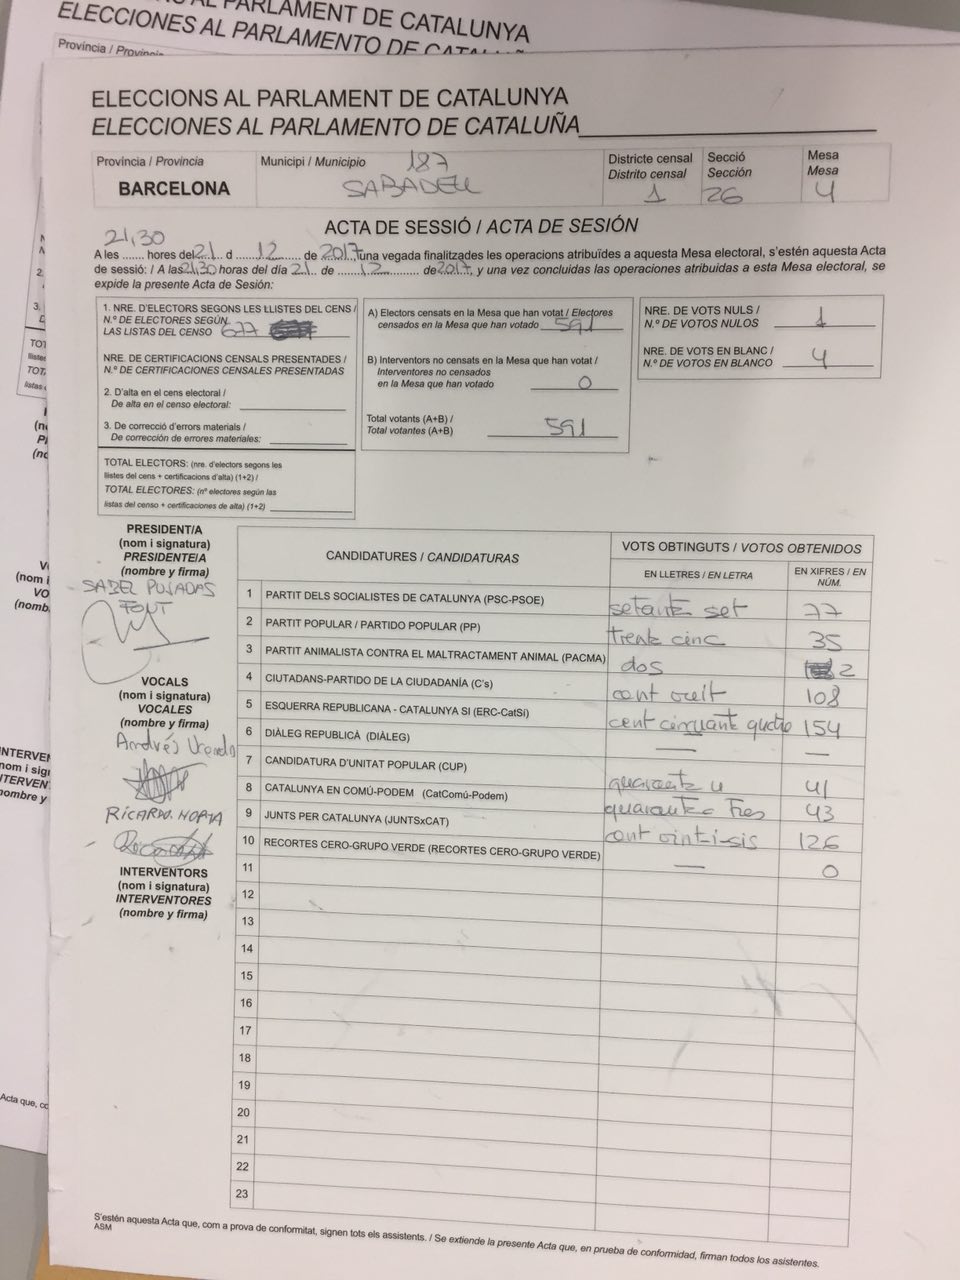 AL PARLAMENT DE CATALUNYA
ELECCIONES AL PARLAMENTO DE CATALUÑA
Provincia / Provincia
ELECCIONS AL PARLAMENT DE CATALUNYA
ELECCIONES AL PARLAMENTO DE CATALUÑA
Província / Provincia
BARCELONA
Municipi / Municipio 187
SABADELL
Districte censal
Distrito censal
1
Secció
Sección
26
Mesa
Mesa
4
ACTA DE SESSIÓ / ACTA DE SESIÓN
21,30
A les ....... hores del 21 d 12 de 2017, una vegada finalitzades les operacions atribuïdes a aquesta Mesa electoral, s'estén aquesta Acta
de sessió: / A las 21,30 horas del día 21 de 12 de 2017, y una vez concluidas las operaciones atribuidas a esta Mesa electoral, se
expide la presente Acta de Sesión:
1. NRE. D'ELECTORS SEGONS LES LLISTES DEL CENS /
N.º DE ELECTORES SEGÚN
LAS LISTAS DEL CENSO 677
NRE. DE CERTIFICACIONS CENSALS PRESENTADES /
N.º DE CERTIFICACIONES CENSALES PRESENTADAS
2. D'alta en el cens electoral /
De alta en el censo electoral:
3. De correcció d'errors materials /
De corrección de errores materiales:
TOTAL ELECTORS: (nre. d'electors segons les
llistes del cens + certificacions d'alta) (1+2) /
TOTAL ELECTORES: (nº electores según las
listas del censo + certificaciones de alta) (1+2)
A) Electors censats en la Mesa que han votat / Electores
censados en la Mesa que han votado 591
B) Interventors no censats en la Mesa que han votat /
Interventores no censados
en la Mesa que han votado 0
Total votants (A+B) /
Total votantes (A+B) 591
NRE. DE VOTS NULS /
N.º DE VOTOS NULOS 1
NRE. DE VOTS EN BLANC /
N.º DE VOTOS EN BLANCO 4
PRESIDENT/A
(nom i signatura)
PRESIDENTE/A
(nombre y firma)
SABEL PUJADAS
FONT
VOCALS
(nom i signatura)
VOCALES
(nombre y firma)
Andrés
RICARDO
INTERVENTORS
(nom i signatura)
INTERVENTORES
(nombre y firma)
CANDIDATURES / CANDIDATURAS
VOTS OBTINGUTS / VOTOS OBTENIDOS
EN LLETRES / EN LETRA
EN XIFRES / EN NÚM.
1 PARTIT DELS SOCIALISTES DE CATALUNYA (PSC-PSOE) setanta set 77
2 PARTIT POPULAR / PARTIDO POPULAR (PP) trenta cinc 35
3 PARTIT ANIMALISTA CONTRA EL MALTRACTAMENT ANIMAL (PACMA) dos 2
4 CIUTADANS-PARTIDO DE LA CIUDADANÍA (C's) cent vuit 108
5 ESQUERRA REPUBLICANA - CATALUNYA SÍ (ERC-CatSí) cent cinquanta quatre 154
6 DIÀLEG REPUBLICÀ (DIÀLEG) — —
7 CANDIDATURA D'UNITAT POPULAR (CUP) quaranta u 41
8 CATALUNYA EN COMÚ-PODEM (CatComú-Podem) quaranta Tres 43
9 JUNTS PER CATALUNYA (JUNTSxCAT) cent vint-i-sis 126
10 RECORTES CERO-GRUPO VERDE (RECORTES CERO-GRUPO VERDE) — 0
11
12
13
14
15
16
17
18
19
20
21
22
23
S'estén aquesta Acta que, com a prova de conformitat, signen tots els assistents. / Se extiende la presente Acta que, en prueba de conformidad, firman todos los asistentes.
ASM